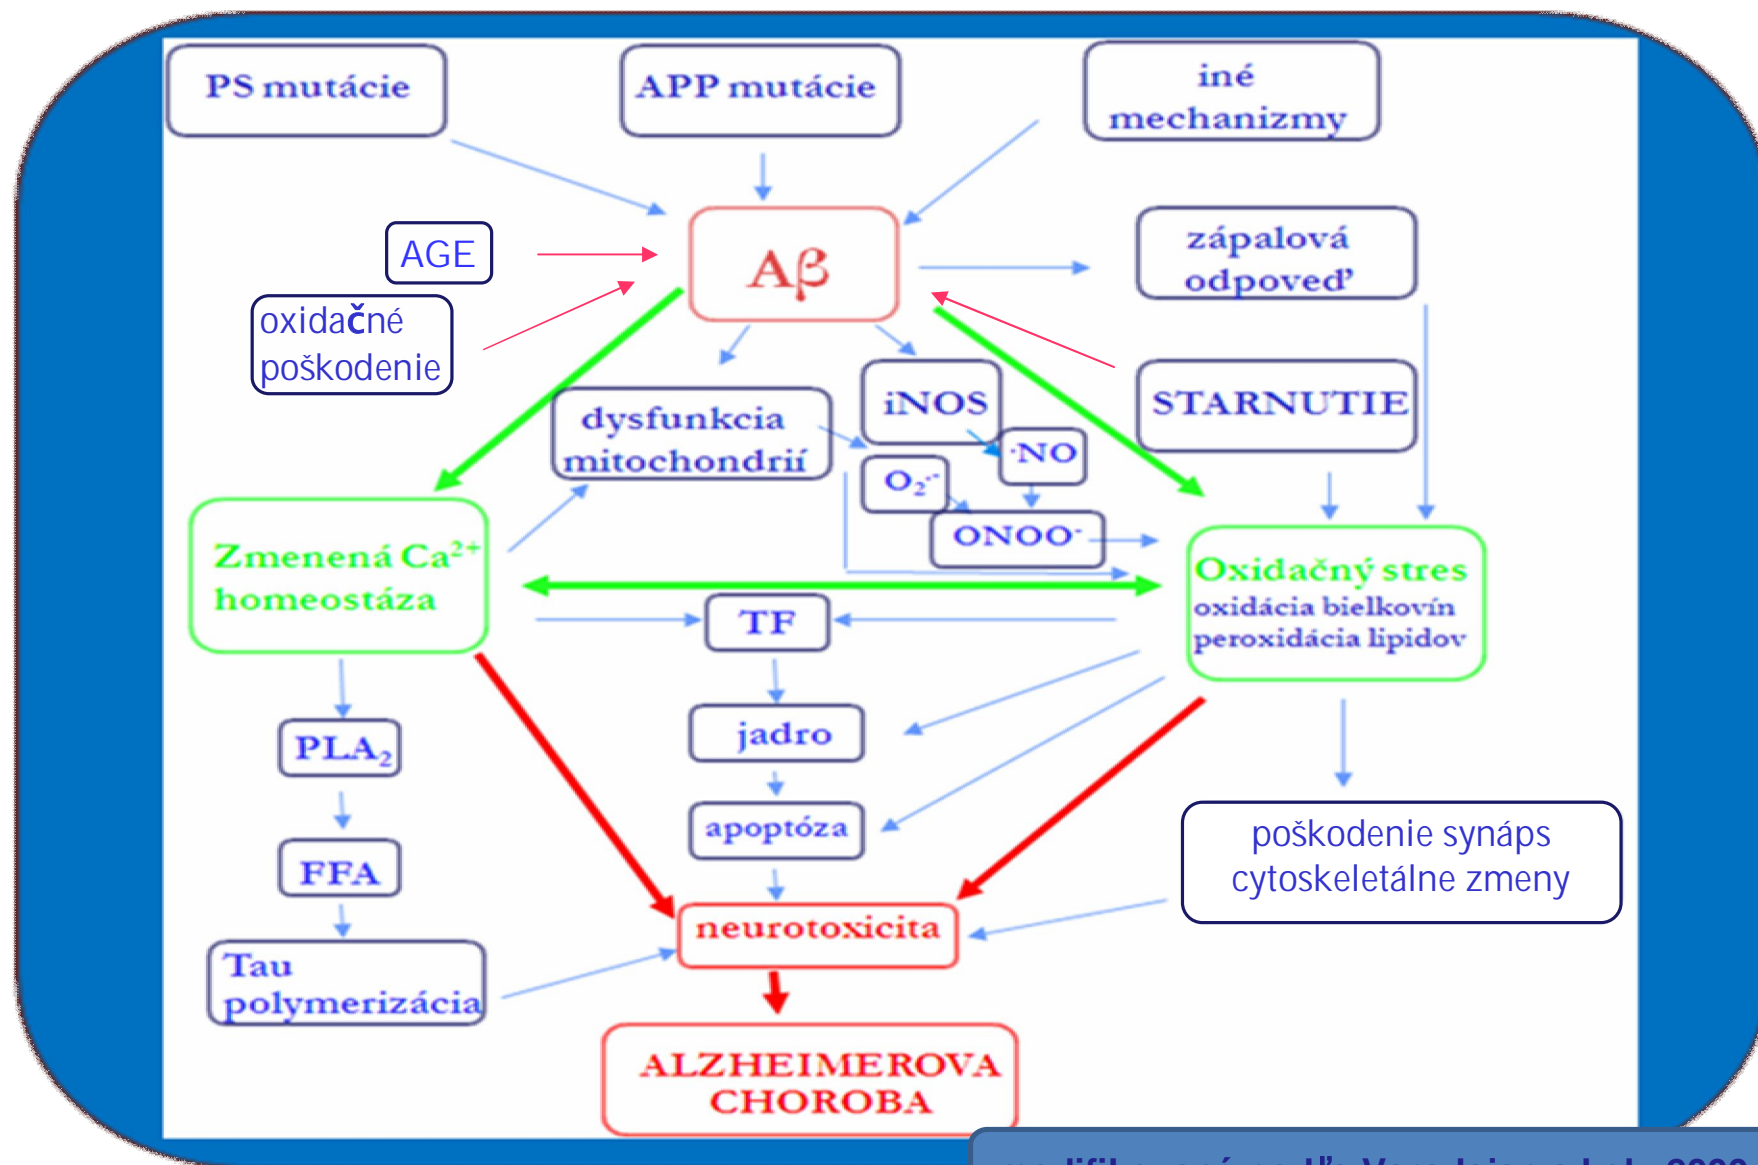 PS mutácie
APP mutácie
iné
mechanizmy
AGE
Aβ
zápalová
odpoveď
oxidačné
poškodenie
iNOS
STARNUTIE
dysfunkcia
mitochondrií
·NO
O₂·⁻
ONOO⁻
Zmenená Ca²⁺
homeostáza
Oxidačný stres
oxidácia bielkovín
peroxidácia lipidov
TF
PLA₂
jadro
apoptóza
poškodenie synáps
cytoskeletálne zmeny
FFA
neurotoxicita
Tau
polymerizácia
ALZHEIMEROVA
CHOROBA